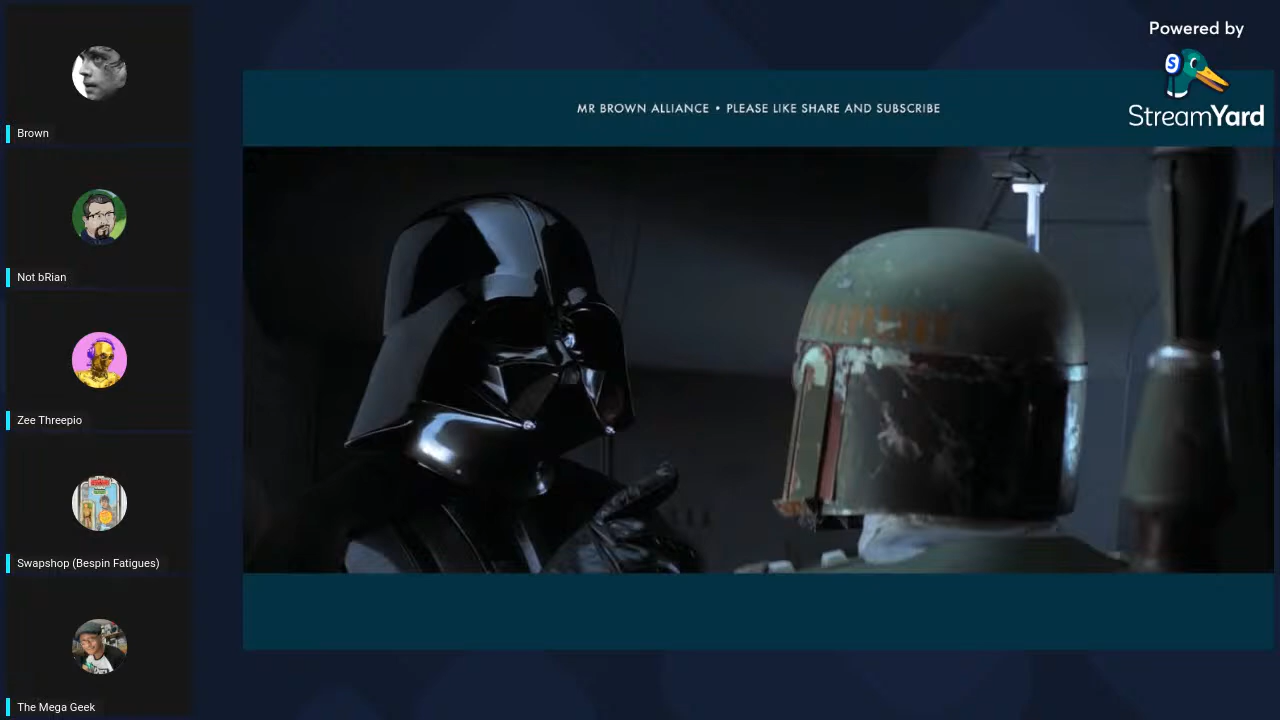 Powered by
S
StreamYard
MR BROWN ALLIANCE • PLEASE LIKE SHARE AND SUBSCRIBE
Brown
Not bRian
Zee Threepio
Swapshop (Bespin Fatigues)
The Mega Geek